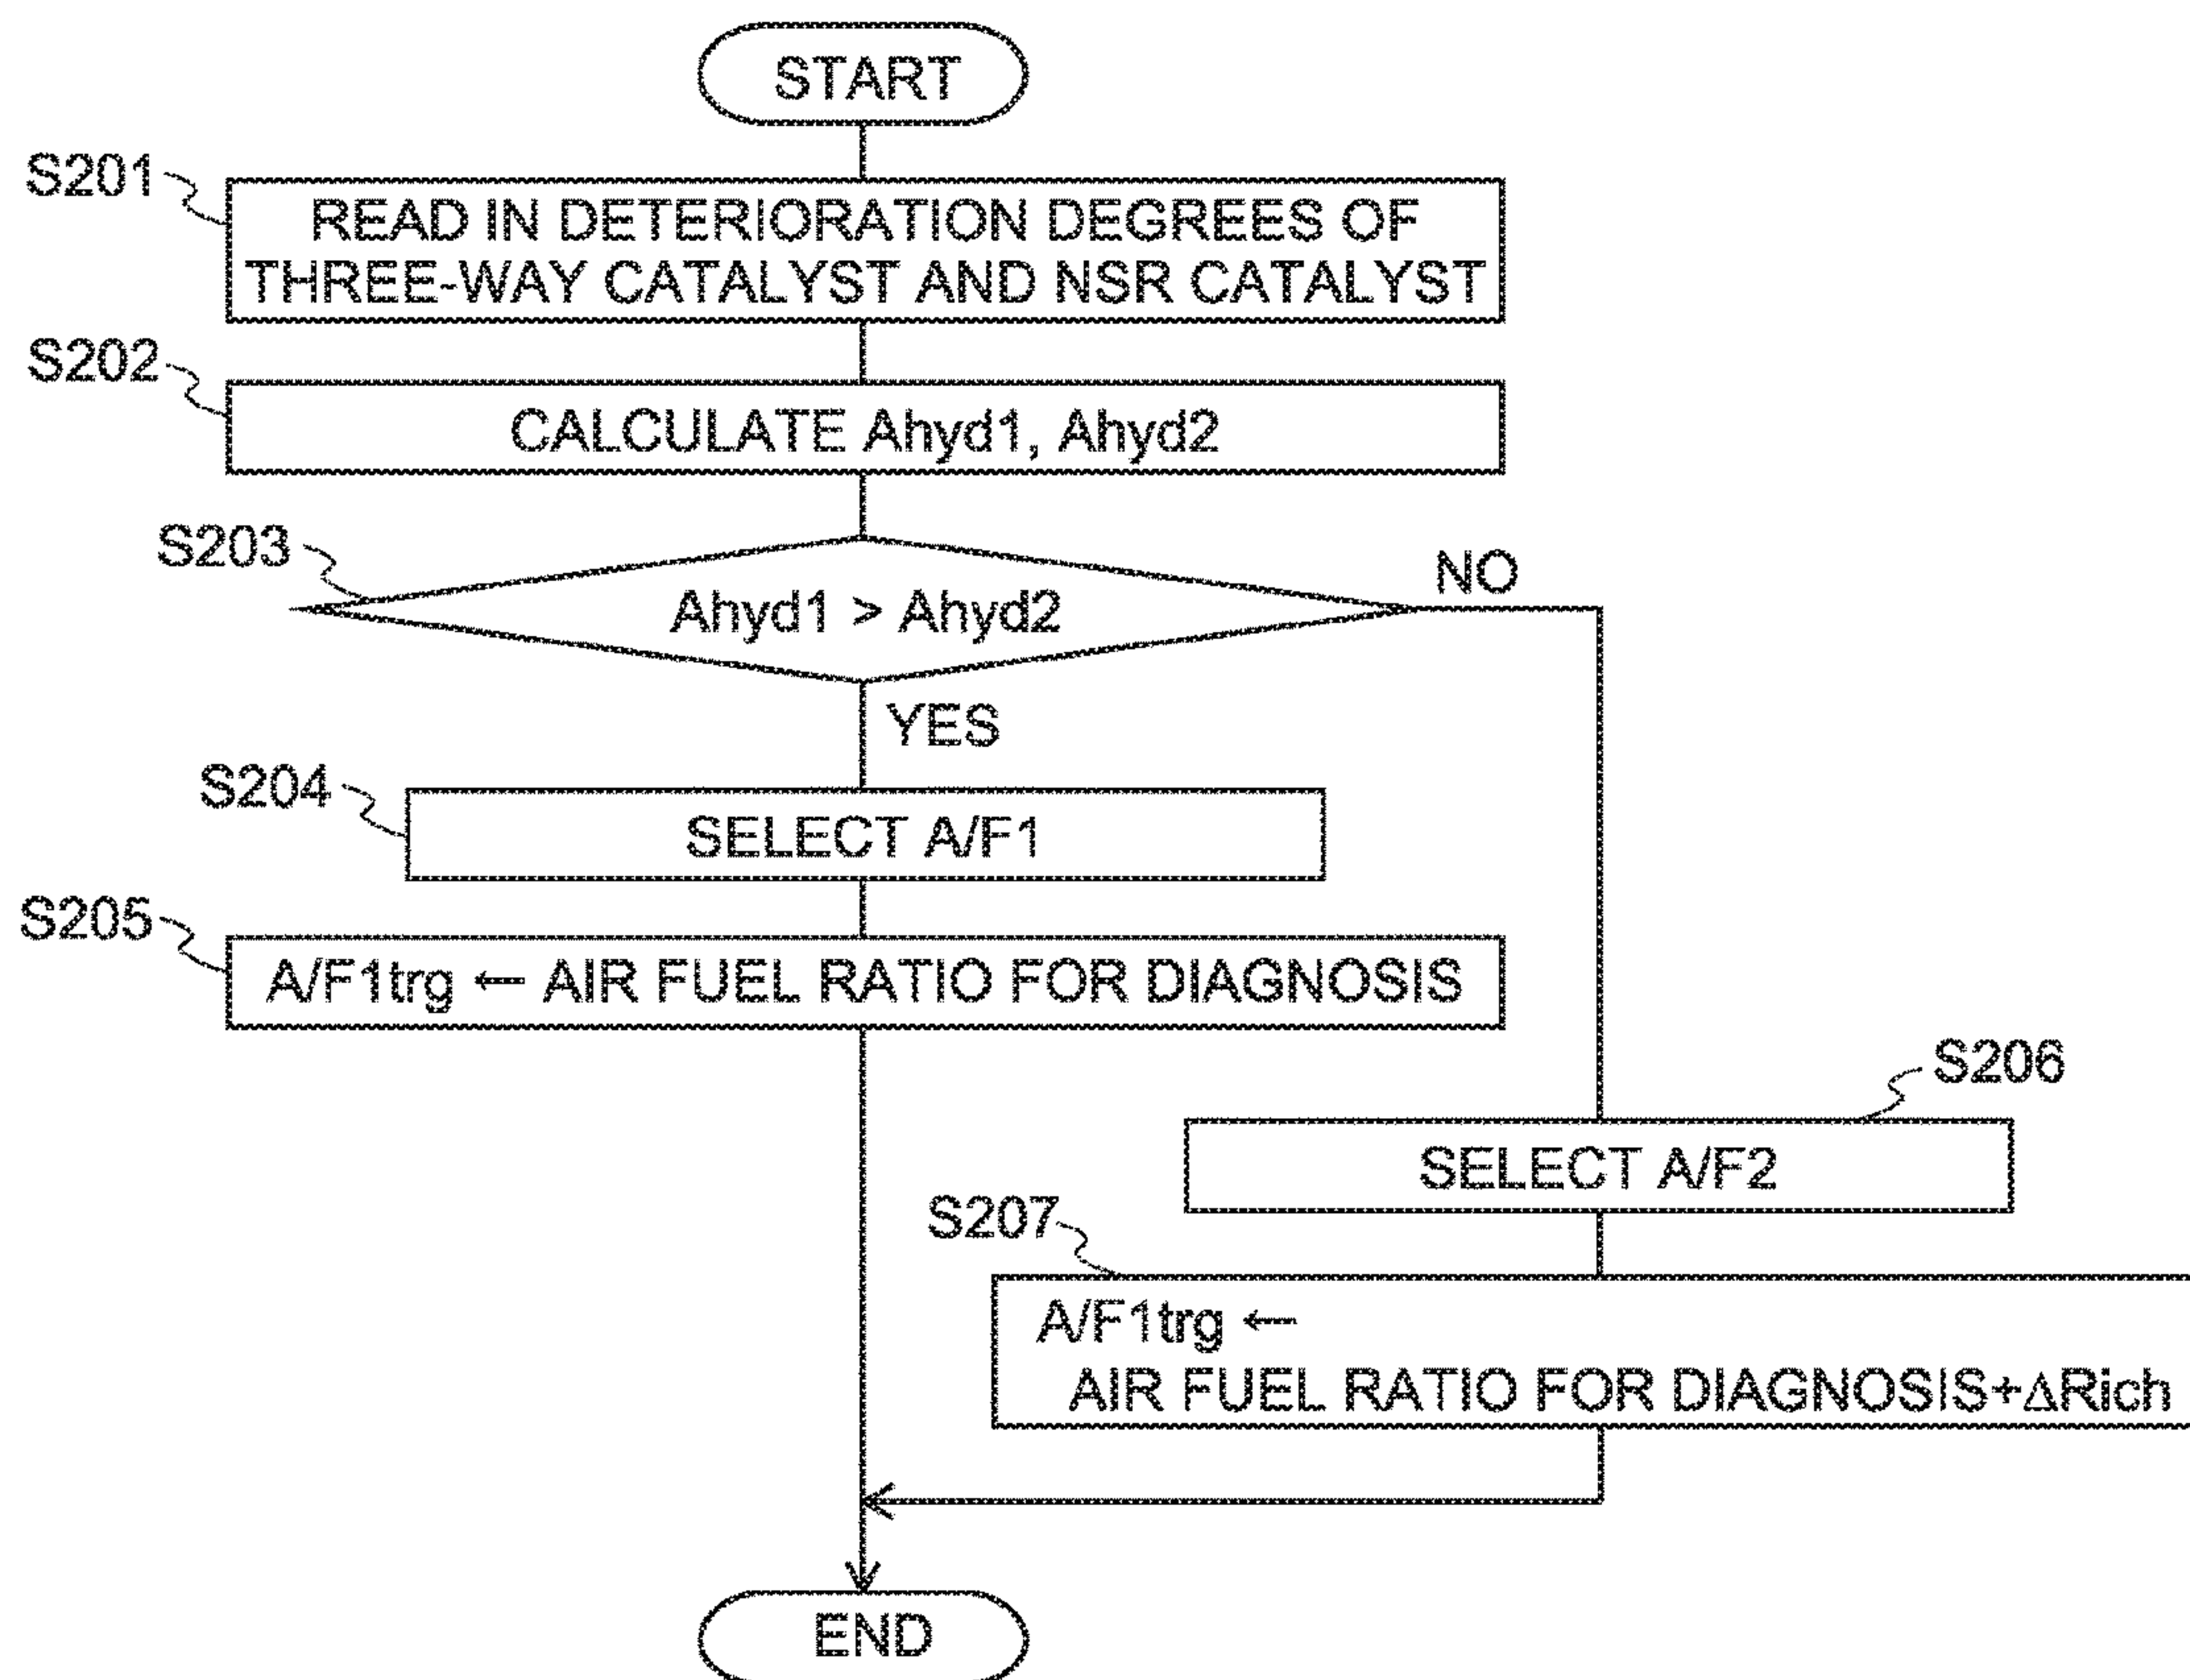 START
S201
READ IN DETERIORATION DEGREES OF
THREE-WAY CATALYST AND NSR CATALYST
S202
CALCULATE Ahyd1, Ahyd2
S203
Ahyd1 > Ahyd2
NO
YES
S204
SELECT A/F1
S205
A/F1trg ← AIR FUEL RATIO FOR DIAGNOSIS
S206
SELECT A/F2
S207
A/F1trg ←
AIR FUEL RATIO FOR DIAGNOSIS+ΔRich
END